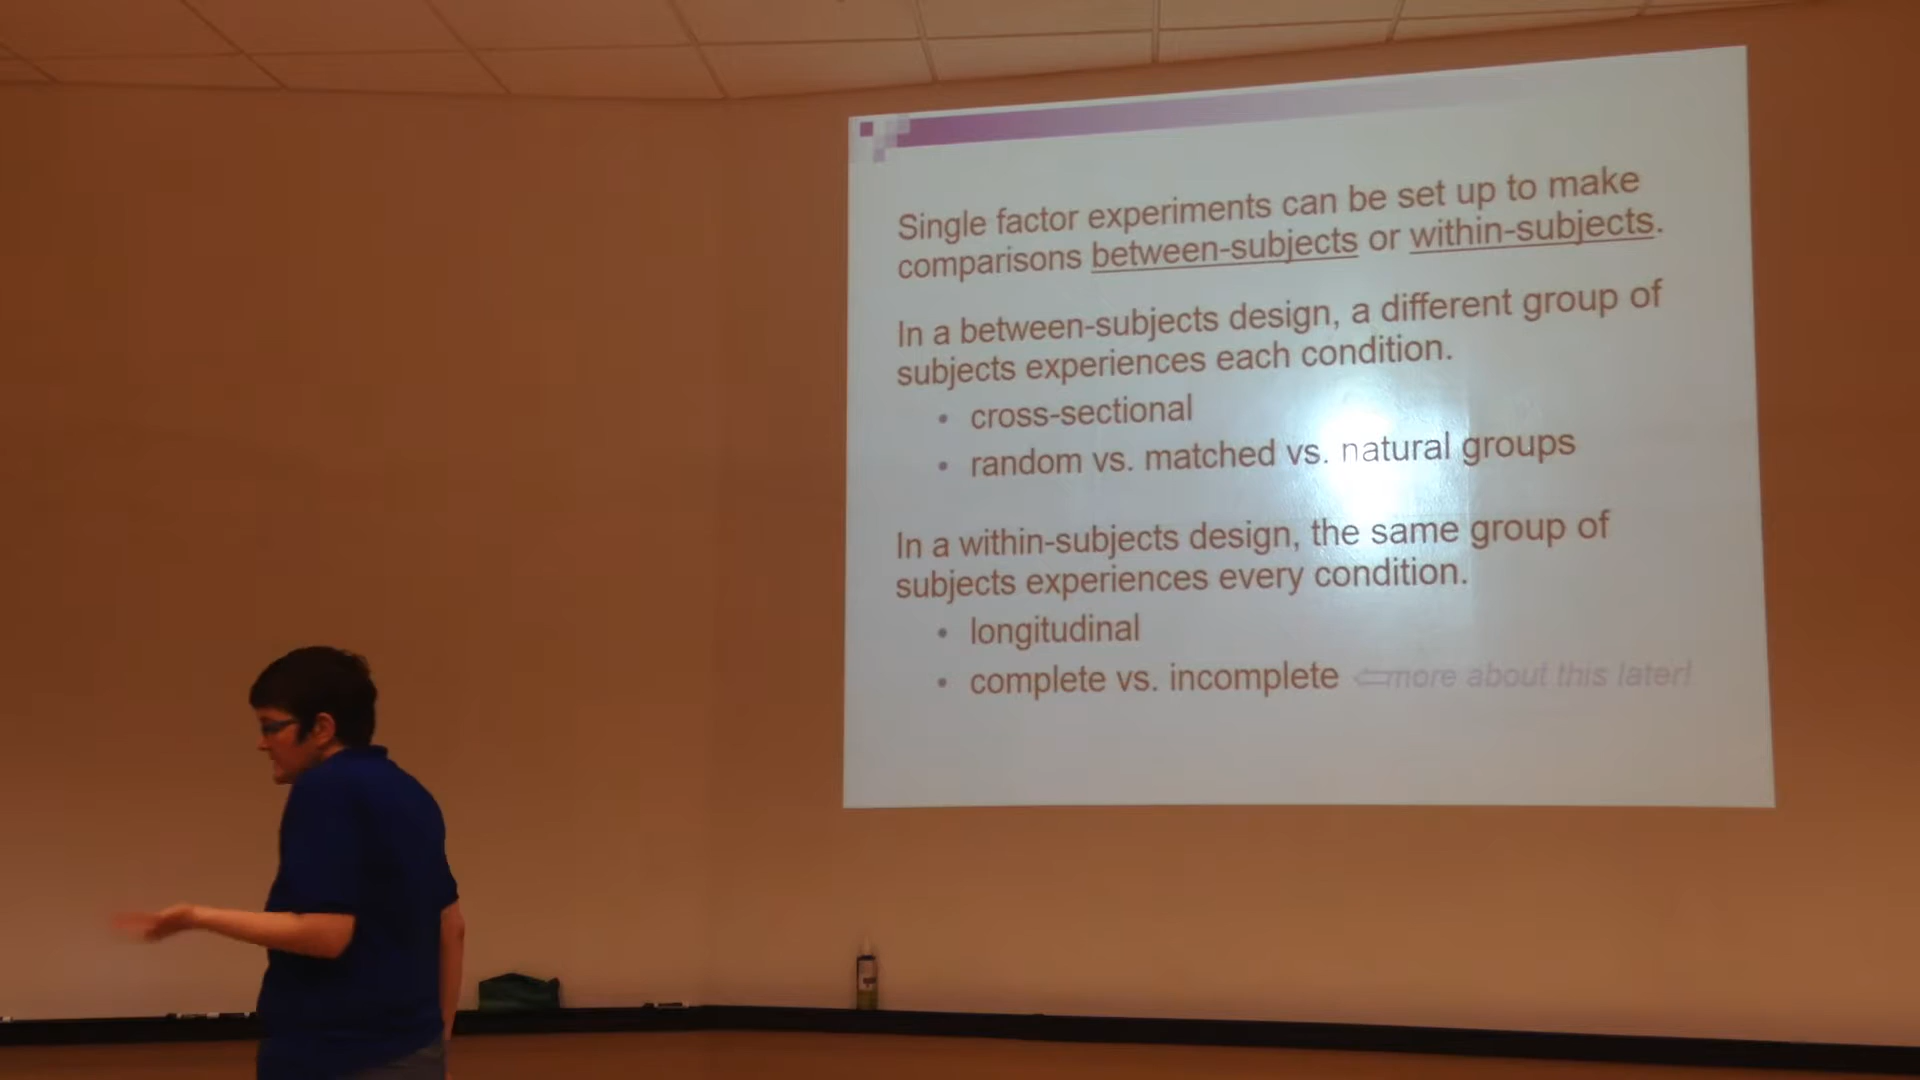 Single factor experiments can be set up to make
comparisons between-subjects or within-subjects.
In a between-subjects design, a different group of
subjects experiences each condition.
• cross-sectional
• random vs. matched vs. natural groups
In a within-subjects design, the same group of
subjects experiences every condition.
• longitudinal
• complete vs. incomplete ⇐more about this later!